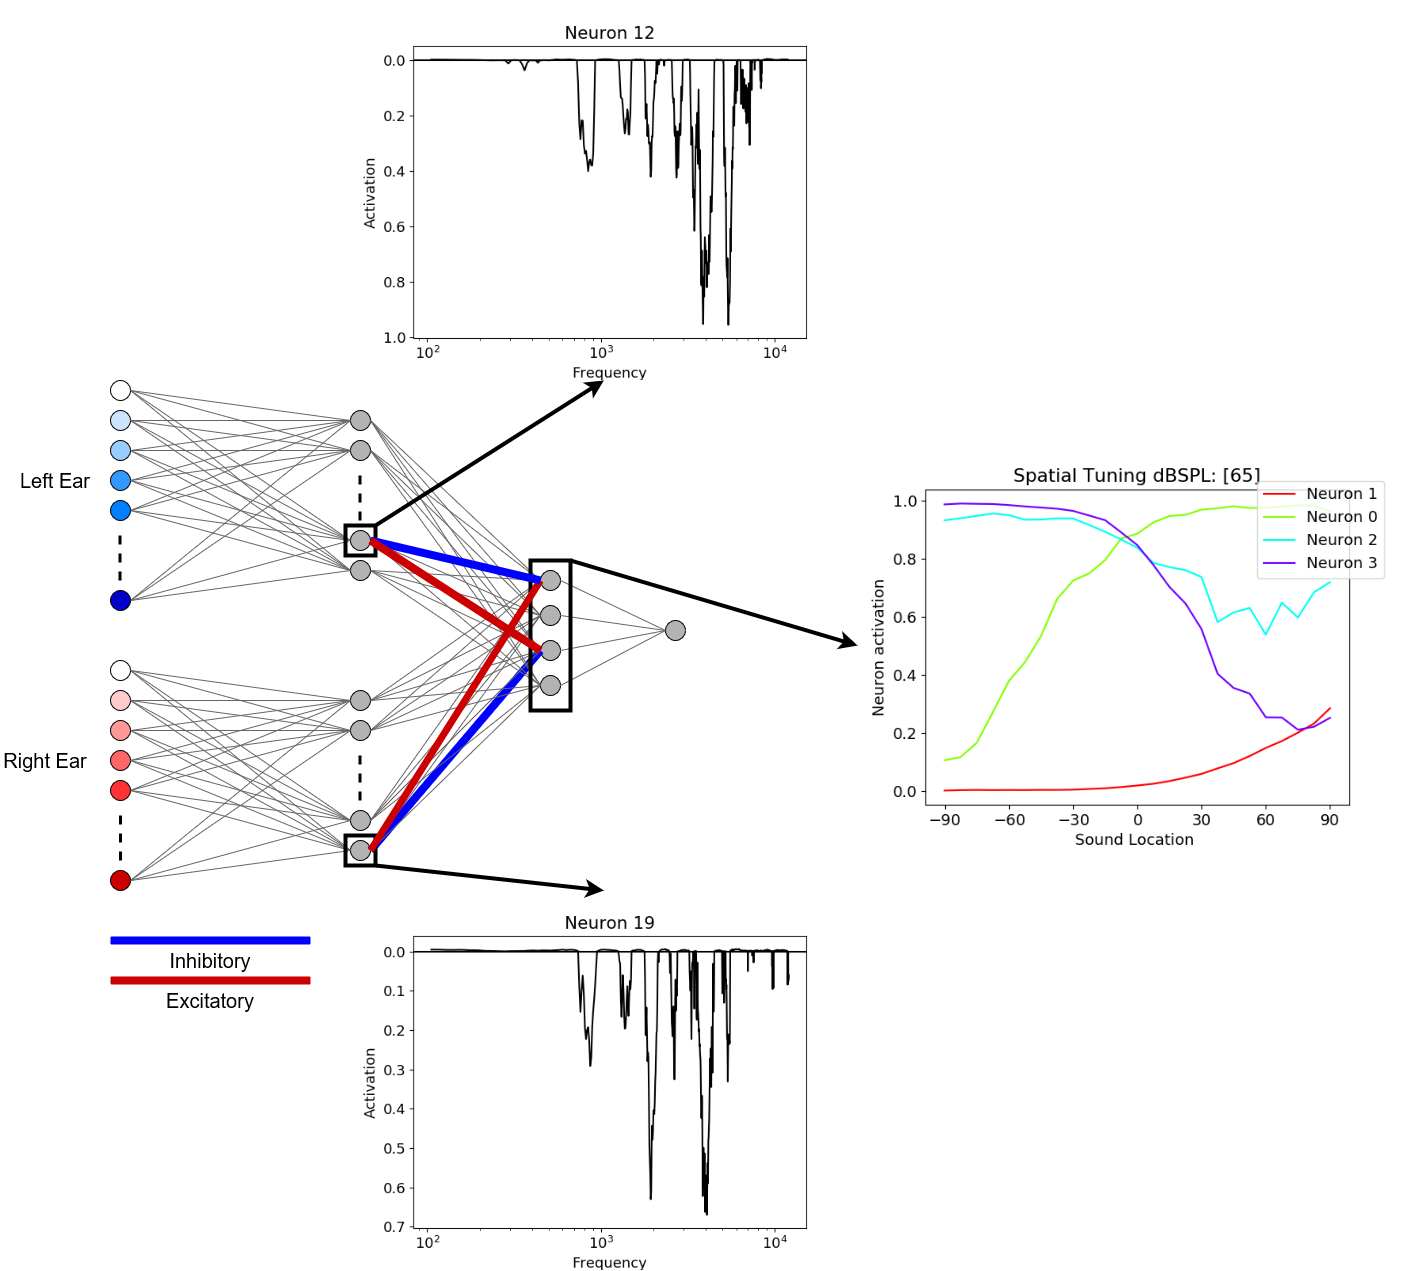 Neuron 12
0.0
0.2
0.4
0.6
0.8
1.0
Activation
10²
10³
10⁴
Frequency
Left Ear
Right Ear
Inhibitory
Excitatory
Spatial Tuning dBSPL: [65]
Neuron 1
Neuron 0
Neuron 2
Neuron 3
1.0
0.8
0.6
0.4
0.2
0.0
Neuron activation
−90
−60
−30
0
30
60
90
Sound Location
Neuron 19
0.0
0.1
0.2
0.3
0.4
0.5
0.6
0.7
Activation
10²
10³
10⁴
Frequency